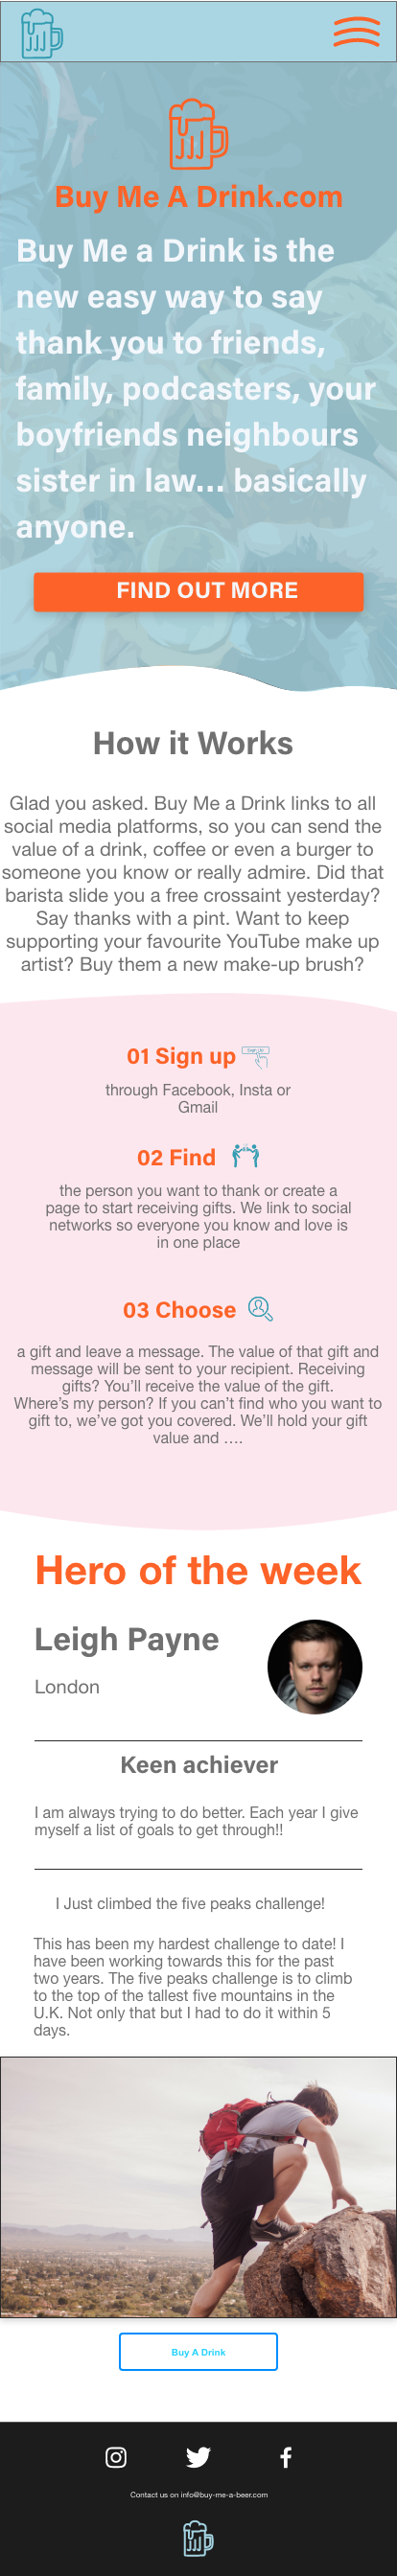 Buy Me A Drink.com
Buy Me a Drink is the
new easy way to say
thank you to friends,
family, podcasters, your
boyfriends neighbours
sister in law... basically
anyone.
FIND OUT MORE
How it Works
Glad you asked. Buy Me a Drink links to all
social media platforms, so you can send the
value of a drink, coffee or even a burger to
someone you know or really admire. Did that
barista slide you a free crossaint yesterday?
Say thanks with a pint. Want to keep
supporting your favourite YouTube make up
artist? Buy them a new make-up brush?
01 Sign up
Sign Up
through Facebook, Insta or
Gmail
02 Find
the person you want to thank or create a
page to start receiving gifts. We link to social
networks so everyone you know and love is
in one place
03 Choose
a gift and leave a message. The value of that gift and
message will be sent to your recipient. Receiving
gifts? You’ll receive the value of the gift.
Where’s my person? If you can’t find who you want to
gift to, we’ve got you covered. We’ll hold your gift
value and ….
Hero of the week
Leigh Payne
London
Keen achiever
I am always trying to do better. Each year I give
myself a list of goals to get through!!
I Just climbed the five peaks challenge!
This has been my hardest challenge to date! I
have been working towards this for the past
two years. The five peaks challenge is to climb
to the top of the tallest five mountains in the
U.K. Not only that but I had to do it within 5
days.
Buy A Drink
Contact us on info@buy-me-a-beer.com